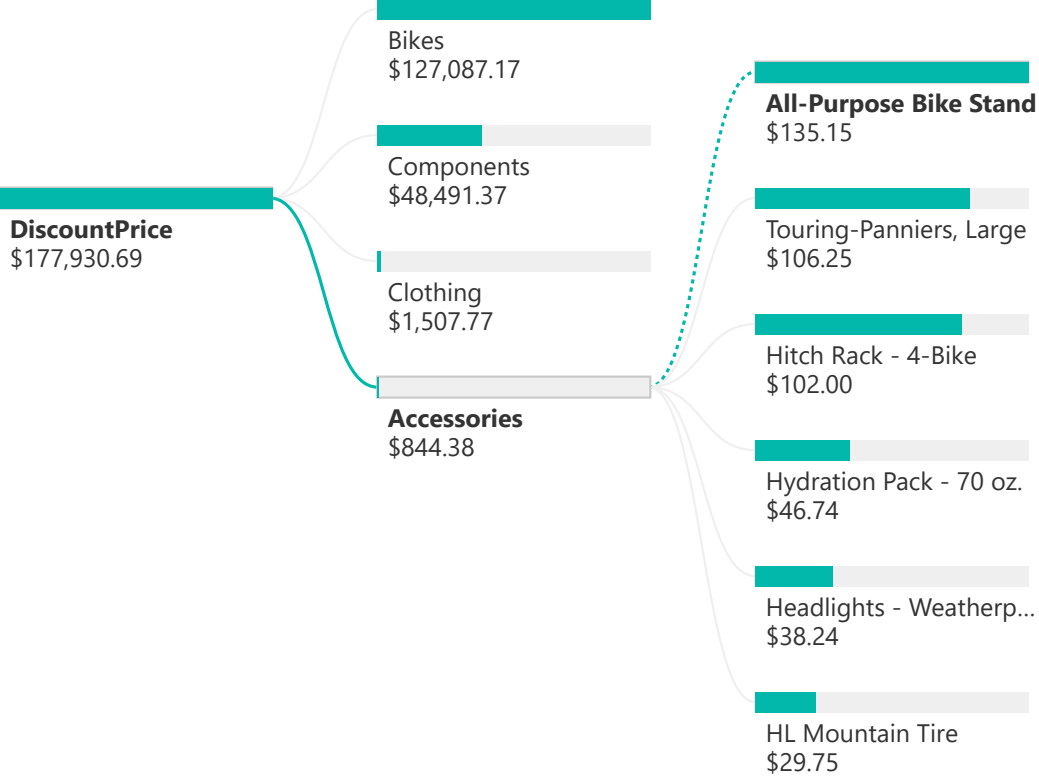 DiscountPrice
$177,930.69
Bikes
$127,087.17
Components
$48,491.37
Clothing
$1,507.77
Accessories
$844.38
All-Purpose Bike Stand
$135.15
Touring-Panniers, Large
$106.25
Hitch Rack - 4-Bike
$102.00
Hydration Pack - 70 oz.
$46.74
Headlights - Weatherp...
$38.24
HL Mountain Tire
$29.75